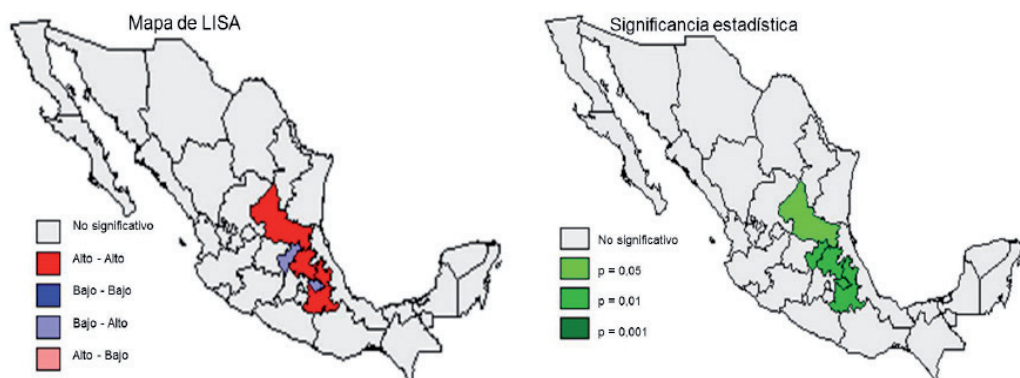 Mapa de LISA
No significativo
Alto - Alto
Bajo - Bajo
Bajo - Alto
Alto - Bajo
Significancia estadística
No significativo
p = 0,05
p = 0,01
p = 0,001